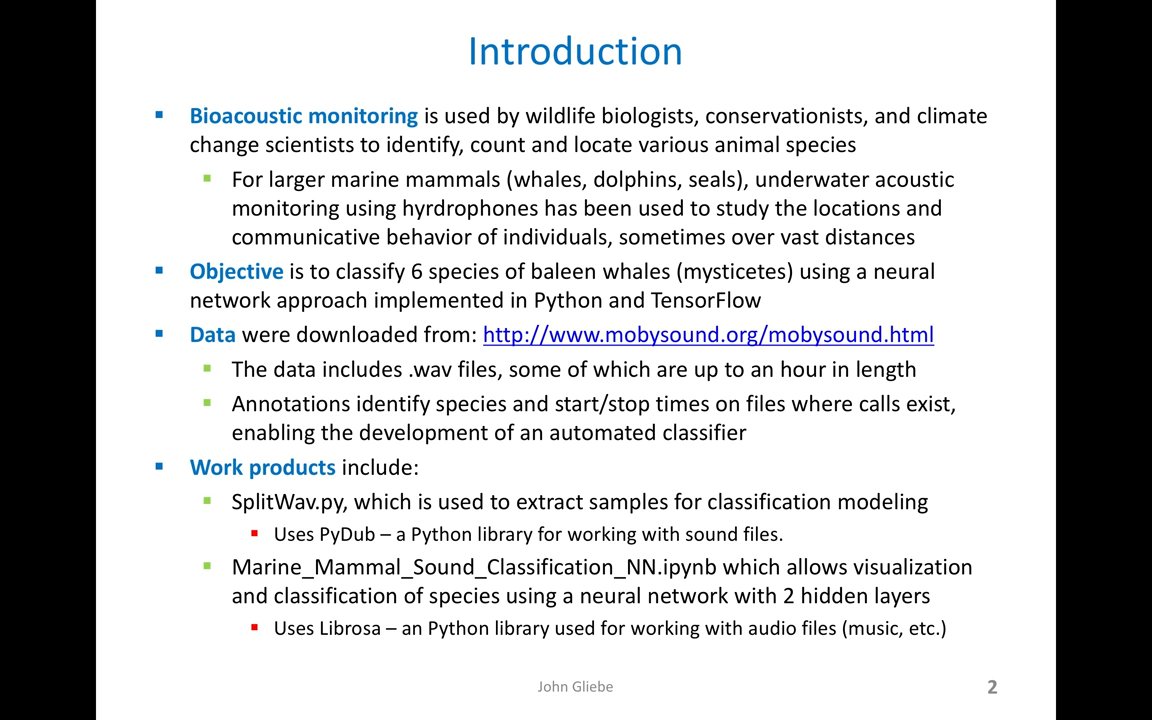 Introduction
Bioacoustic monitoring is used by wildlife biologists, conservationists, and climate
change scientists to identify, count and locate various animal species
For larger marine mammals (whales, dolphins, seals), underwater acoustic
monitoring using hyrdrophones has been used to study the locations and
communicative behavior of individuals, sometimes over vast distances
Objective is to classify 6 species of baleen whales (mysticetes) using a neural
network approach implemented in Python and TensorFlow
Data were downloaded from: http://www.mobysound.org/mobysound.html
The data includes .wav files, some of which are up to an hour in length
Annotations identify species and start/stop times on files where calls exist,
enabling the development of an automated classifier
Work products include:
SplitWav.py, which is used to extract samples for classification modeling
Uses PyDub – a Python library for working with sound files.
Marine_Mammal_Sound_Classification_NN.ipynb which allows visualization
and classification of species using a neural network with 2 hidden layers
Uses Librosa – an Python library used for working with audio files (music, etc.)
John Gliebe
2